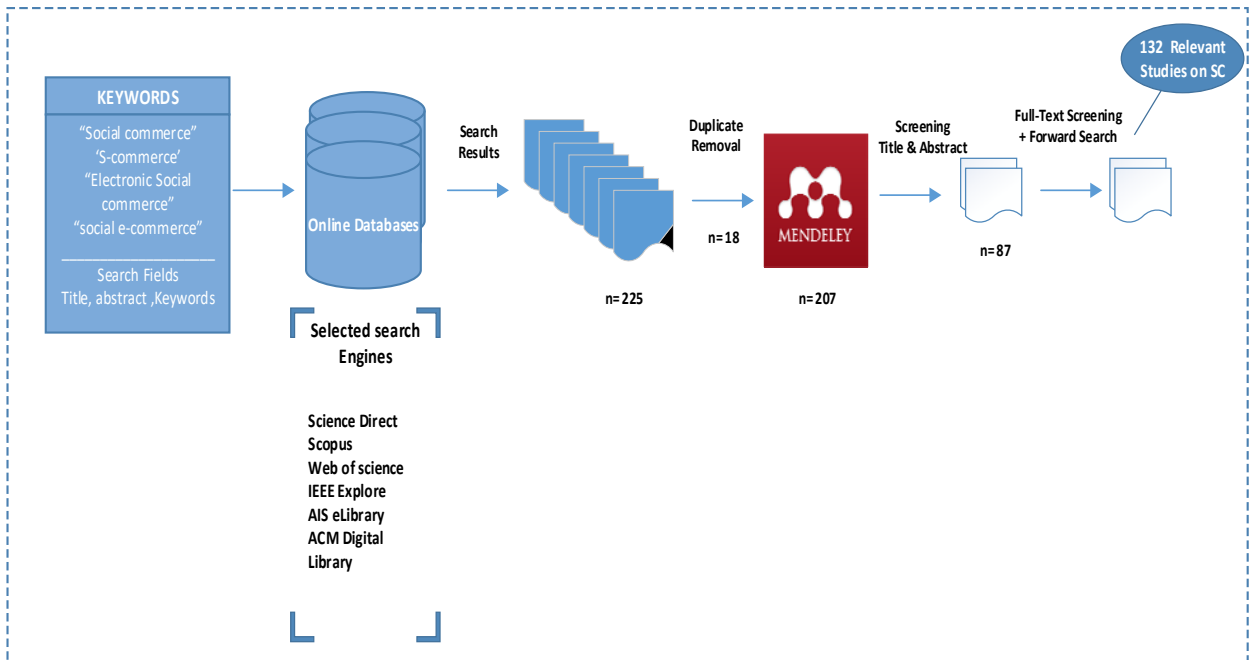 KEYWORDS
“Social commerce”
‘S-commerce’
“Electronic Social
commerce”
“social e-commerce”
____________________
Search Fields
Title, abstract ,Keywords
Online Databases
Selected search
Engines
Science Direct
Scopus
Web of science
IEEE Explore
AIS eLibrary
ACM Digital
Library
Search
Results
n= 225
Duplicate
Removal
n= 18
MENDELEY
n= 207
Screening
Title & Abstract
n= 87
Full-Text Screening
+ Forward Search
132 Relevant
Studies on SC